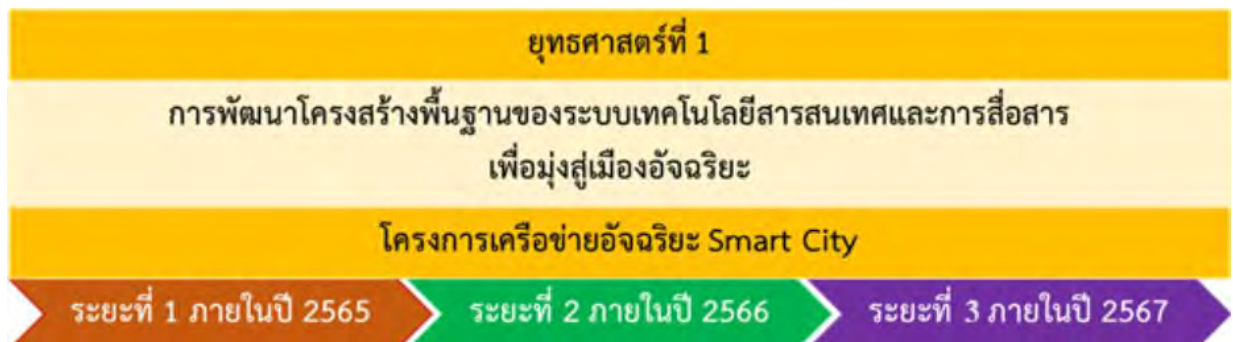 ยุทธศาสตร์ที่ 1
การพัฒนาโครงสร้างพื้นฐานของระบบเทคโนโลยีสารสนเทศและการสื่อสาร
เพื่อมุ่งสู่เมืองอัจฉริยะ
โครงการเครือข่ายอัจฉริยะ Smart City
ระยะที่ 1 ภายในปี 2565 ระยะที่ 2 ภายในปี 2566 ระยะที่ 3 ภายในปี 2567